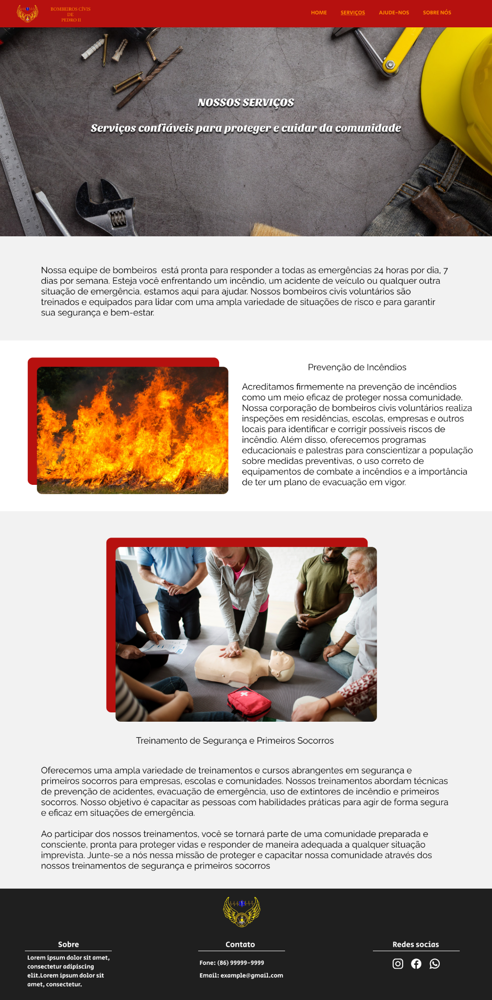 BOMBEIROS CÍVIS
DE
PEDRO II
HOME SERVIÇOS AJUDE-NOS SOBRE NÓS
NOSSOS SERVIÇOS
Serviços confiáveis para proteger e cuidar da comunidade
Nossa equipe de bombeiros está pronta para responder a todas as emergências 24 horas por dia, 7
dias por semana. Esteja você enfrentando um incêndio, um acidente de veículo ou qualquer outra
situação de emergência, estamos aqui para ajudar. Nossos bombeiros civis voluntários são
treinados e equipados para lidar com uma ampla variedade de situações de risco e para garantir
sua segurança e bem-estar.
Prevenção de Incêndios
Acreditamos firmemente na prevenção de incêndios
como um meio eficaz de proteger nossa comunidade.
Nossa corporação de bombeiros civis voluntários realiza
inspeções em residências, escolas, empresas e outros
locais para identificar e corrigir possíveis riscos de
incêndio. Além disso, oferecemos programas
educacionais e palestras para conscientizar a população
sobre medidas preventivas, o uso correto de
equipamentos de combate a incêndios e a importância
de ter um plano de evacuação em vigor.
Treinamento de Segurança e Primeiros Socorros
Oferecemos uma ampla variedade de treinamentos e cursos abrangentes em segurança e
primeiros socorros para empresas, escolas e comunidades. Nossos treinamentos abordam técnicas
de prevenção de acidentes, evacuação de emergência, uso de extintores de incêndio e primeiros
socorros. Nosso objetivo é capacitar as pessoas com habilidades práticas para agir de forma segura
e eficaz em situações de emergência.
Ao participar dos nossos treinamentos, você se tornará parte de uma comunidade preparada e
consciente, pronta para proteger vidas e responder de maneira adequada a qualquer situação
imprevista. Junte-se a nós nessa missão de proteger e capacitar nossa comunidade através dos
nossos treinamentos de segurança e primeiros socorros
Sobre
Lorem ipsum dolor sit amet,
consectetur adipiscing
elit.Lorem ipsum dolor sit
amet, consectetur.
Contato
Fone: (86) 99999-9999
Email: example@gmail.com
Redes socias